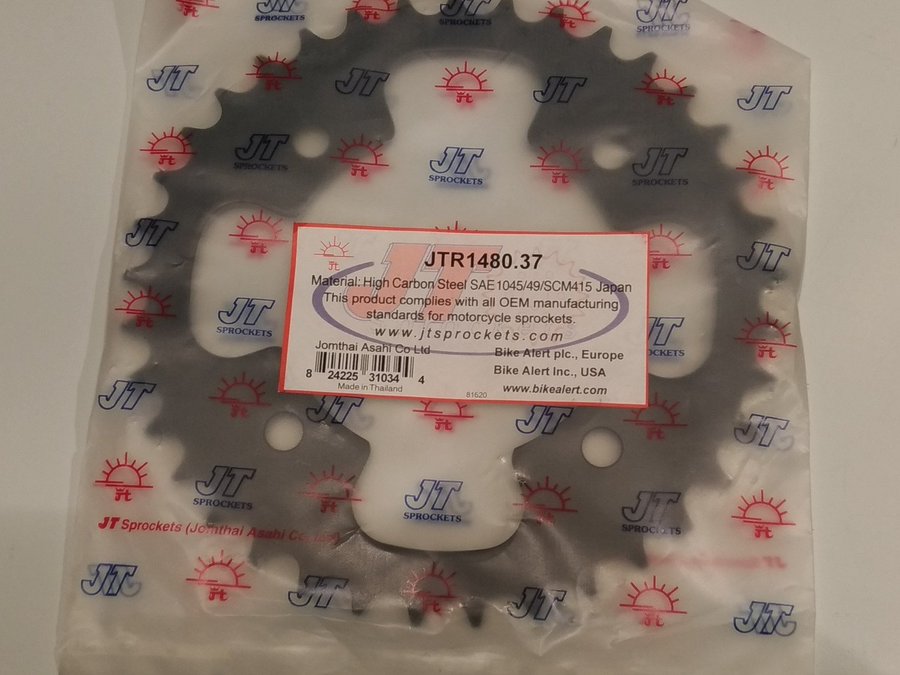 JTR1480.37
Material: High Carbon Steel SAE 1045/49/SCM415 Japan
This product complies with all OEM manufacturing
standards for motorcycle sprockets.
www.jtsprockets.com
Jomthai Asahi Co Ltd
Bike Alert plc., Europe
Bike Alert Inc., USA
8 24225 31034 4
Made in Thailand
81620
www.bikealert.com
JT
SPROCKETS
JT Sprockets (Jomthai Asahi Co.,